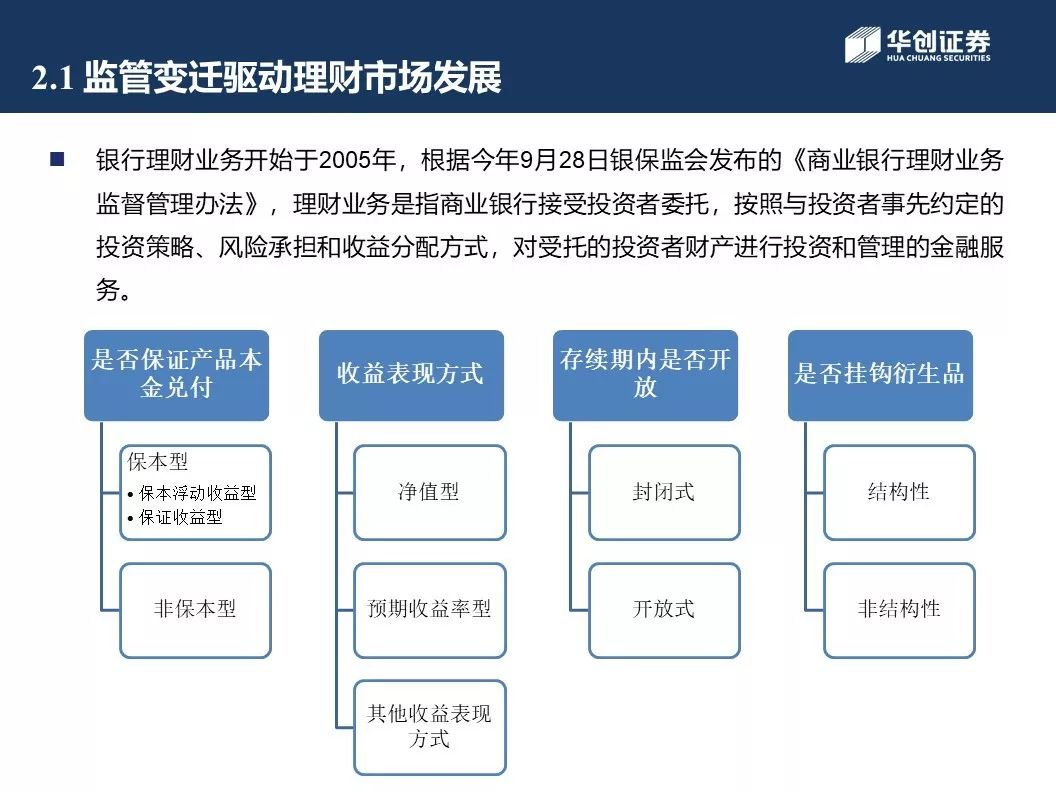 华创证券
HUA CHUANG SECURITIES
2.1 监管变迁驱动理财市场发展
■ 银行理财业务开始于2005年，根据今年9月28日银保监会发布的《商业银行理财业务
监督管理办法》，理财业务是指商业银行接受投资者委托，按照与投资者事先约定的
投资策略、风险承担和收益分配方式，对受托的投资者财产进行投资和管理的金融服
务。
是否保证产品本
金兑付
保本型
• 保本浮动收益型
• 保证收益型
非保本型
收益表现方式
净值型
预期收益率型
其他收益表现
方式
存续期内是否开
放
封闭式
开放式
是否挂钩衍生品
结构性
非结构性